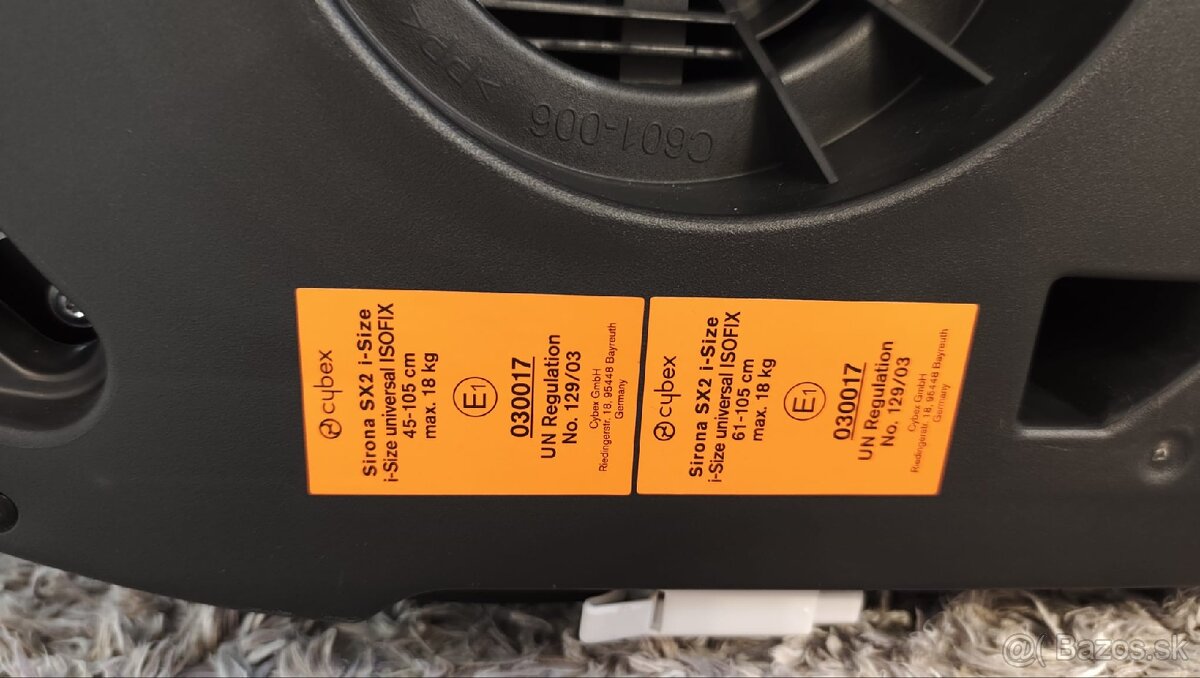 >PP<
C601-006
cybex
Sirona SX2 i-Size
i-Size universal ISOFIX
45-105 cm
max. 18 kg
E1
030017
UN Regulation
No. 129/03
Cybex GmbH
Riedingerstr. 18, 95448 Bayreuth
Germany
cybex
Sirona SX2 i-Size
i-Size universal ISOFIX
61-105 cm
max. 18 kg
E1
030017
UN Regulation
No. 129/03
Cybex GmbH
Riedingerstr. 18, 95448 Bayreuth
Germany
@( Bazos.sk